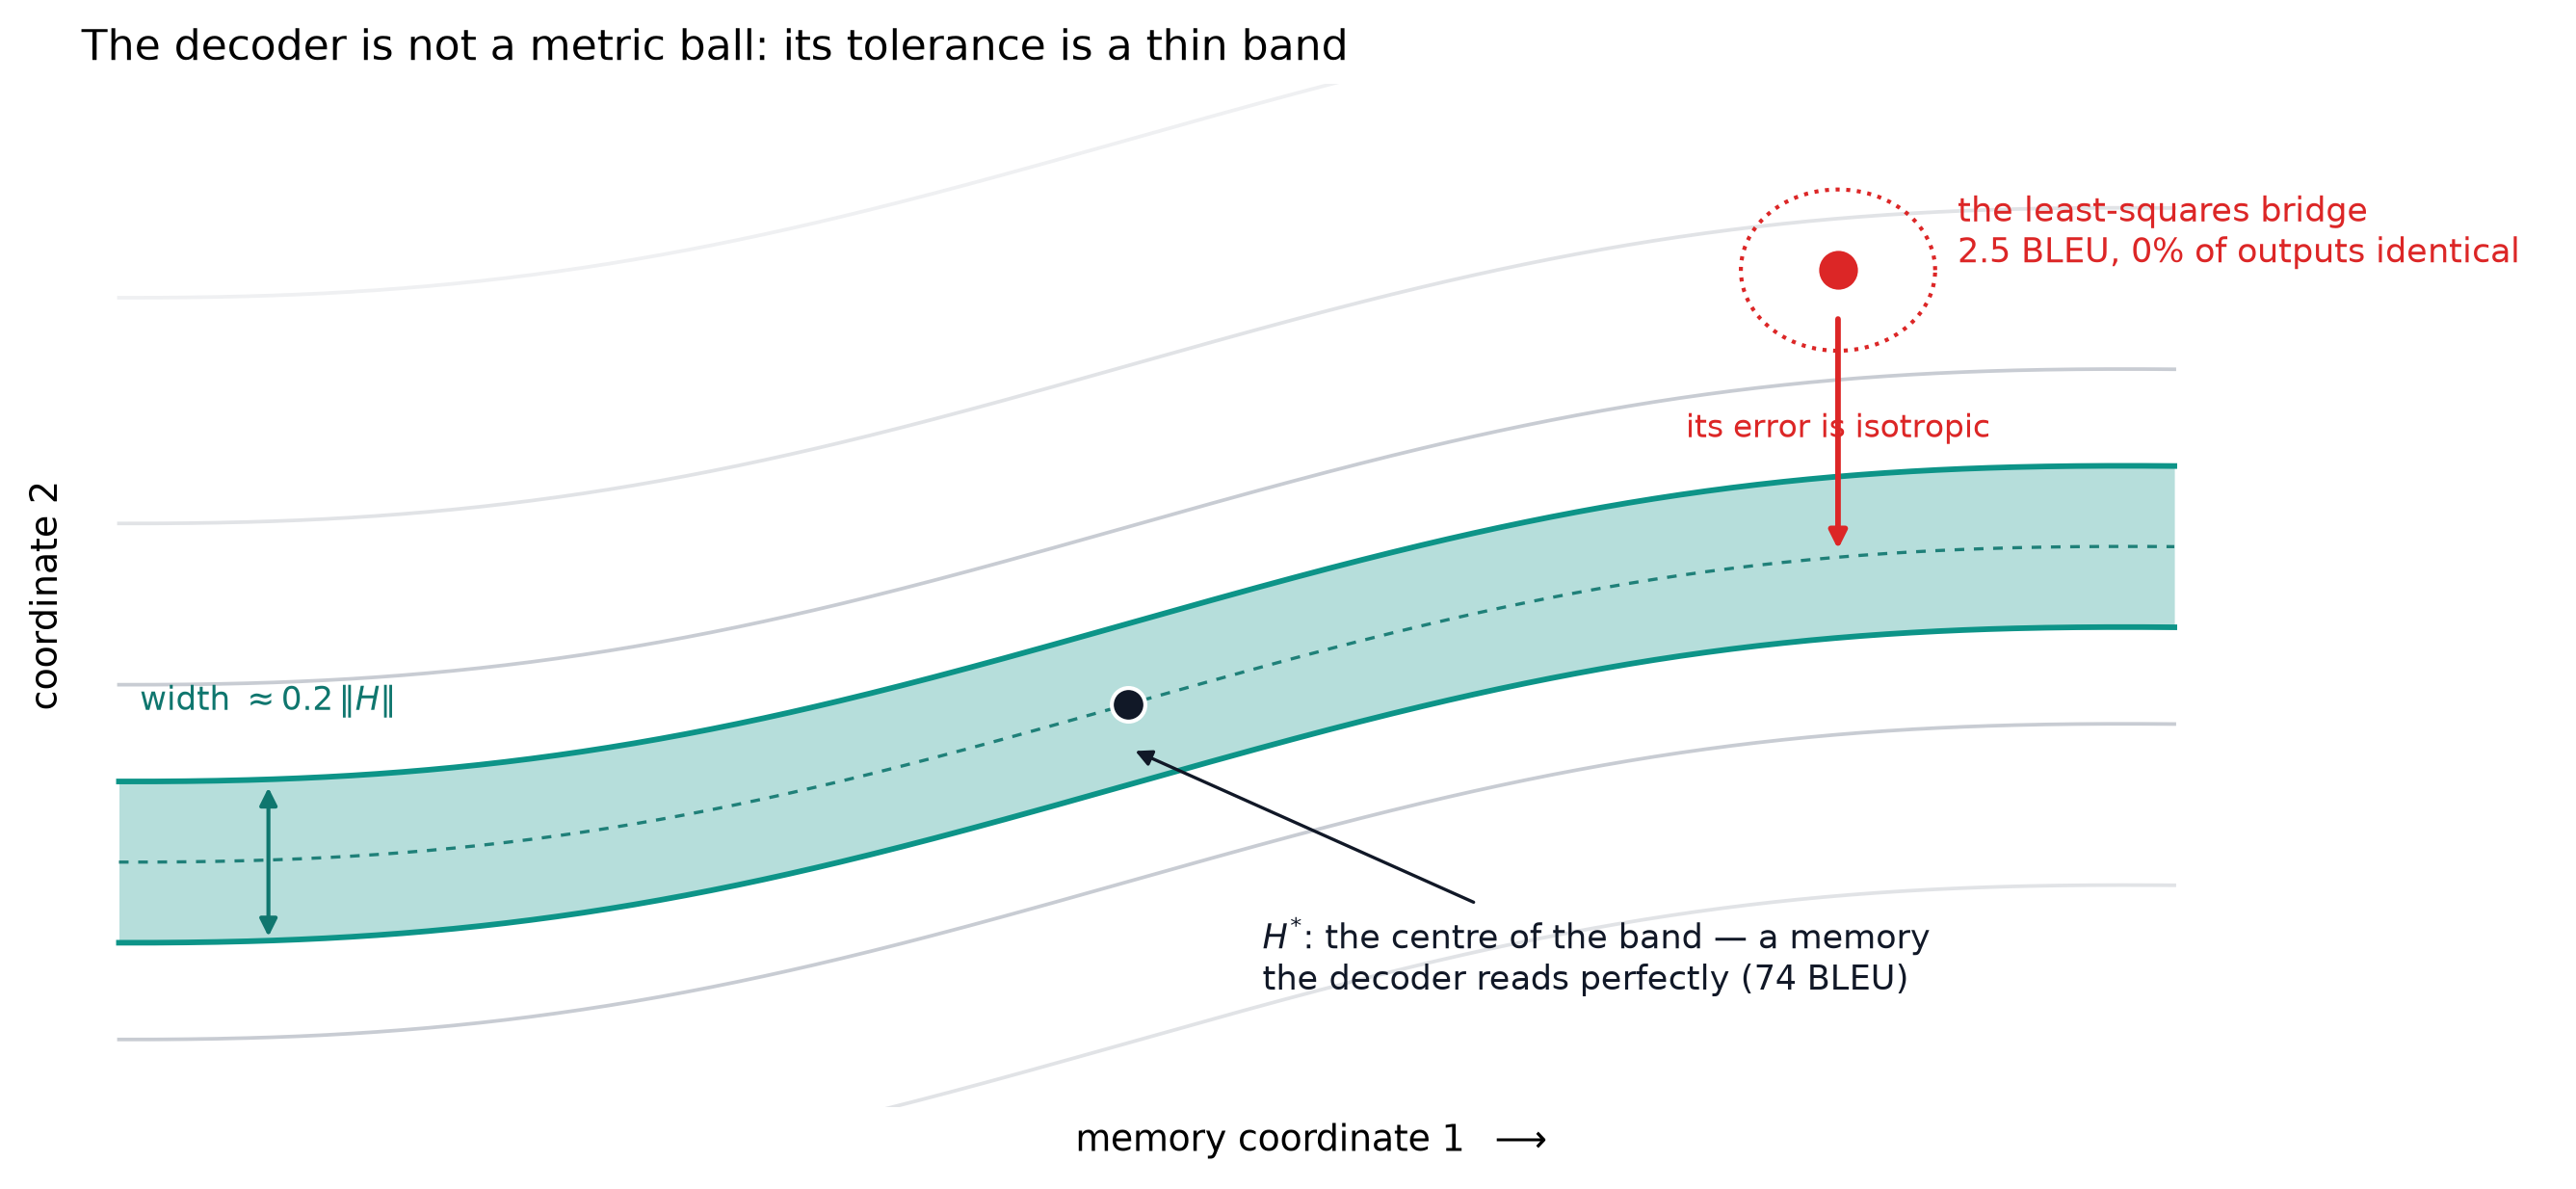 The decoder is not a metric ball: its tolerance is a thin band
the least-squares bridge
2.5 BLEU, 0% of outputs identical
its error is isotropic
coordinate 2
width ≈ 0.2 ‖H‖
H*: the centre of the band — a memory
the decoder reads perfectly (74 BLEU)
memory coordinate 1 ⟶